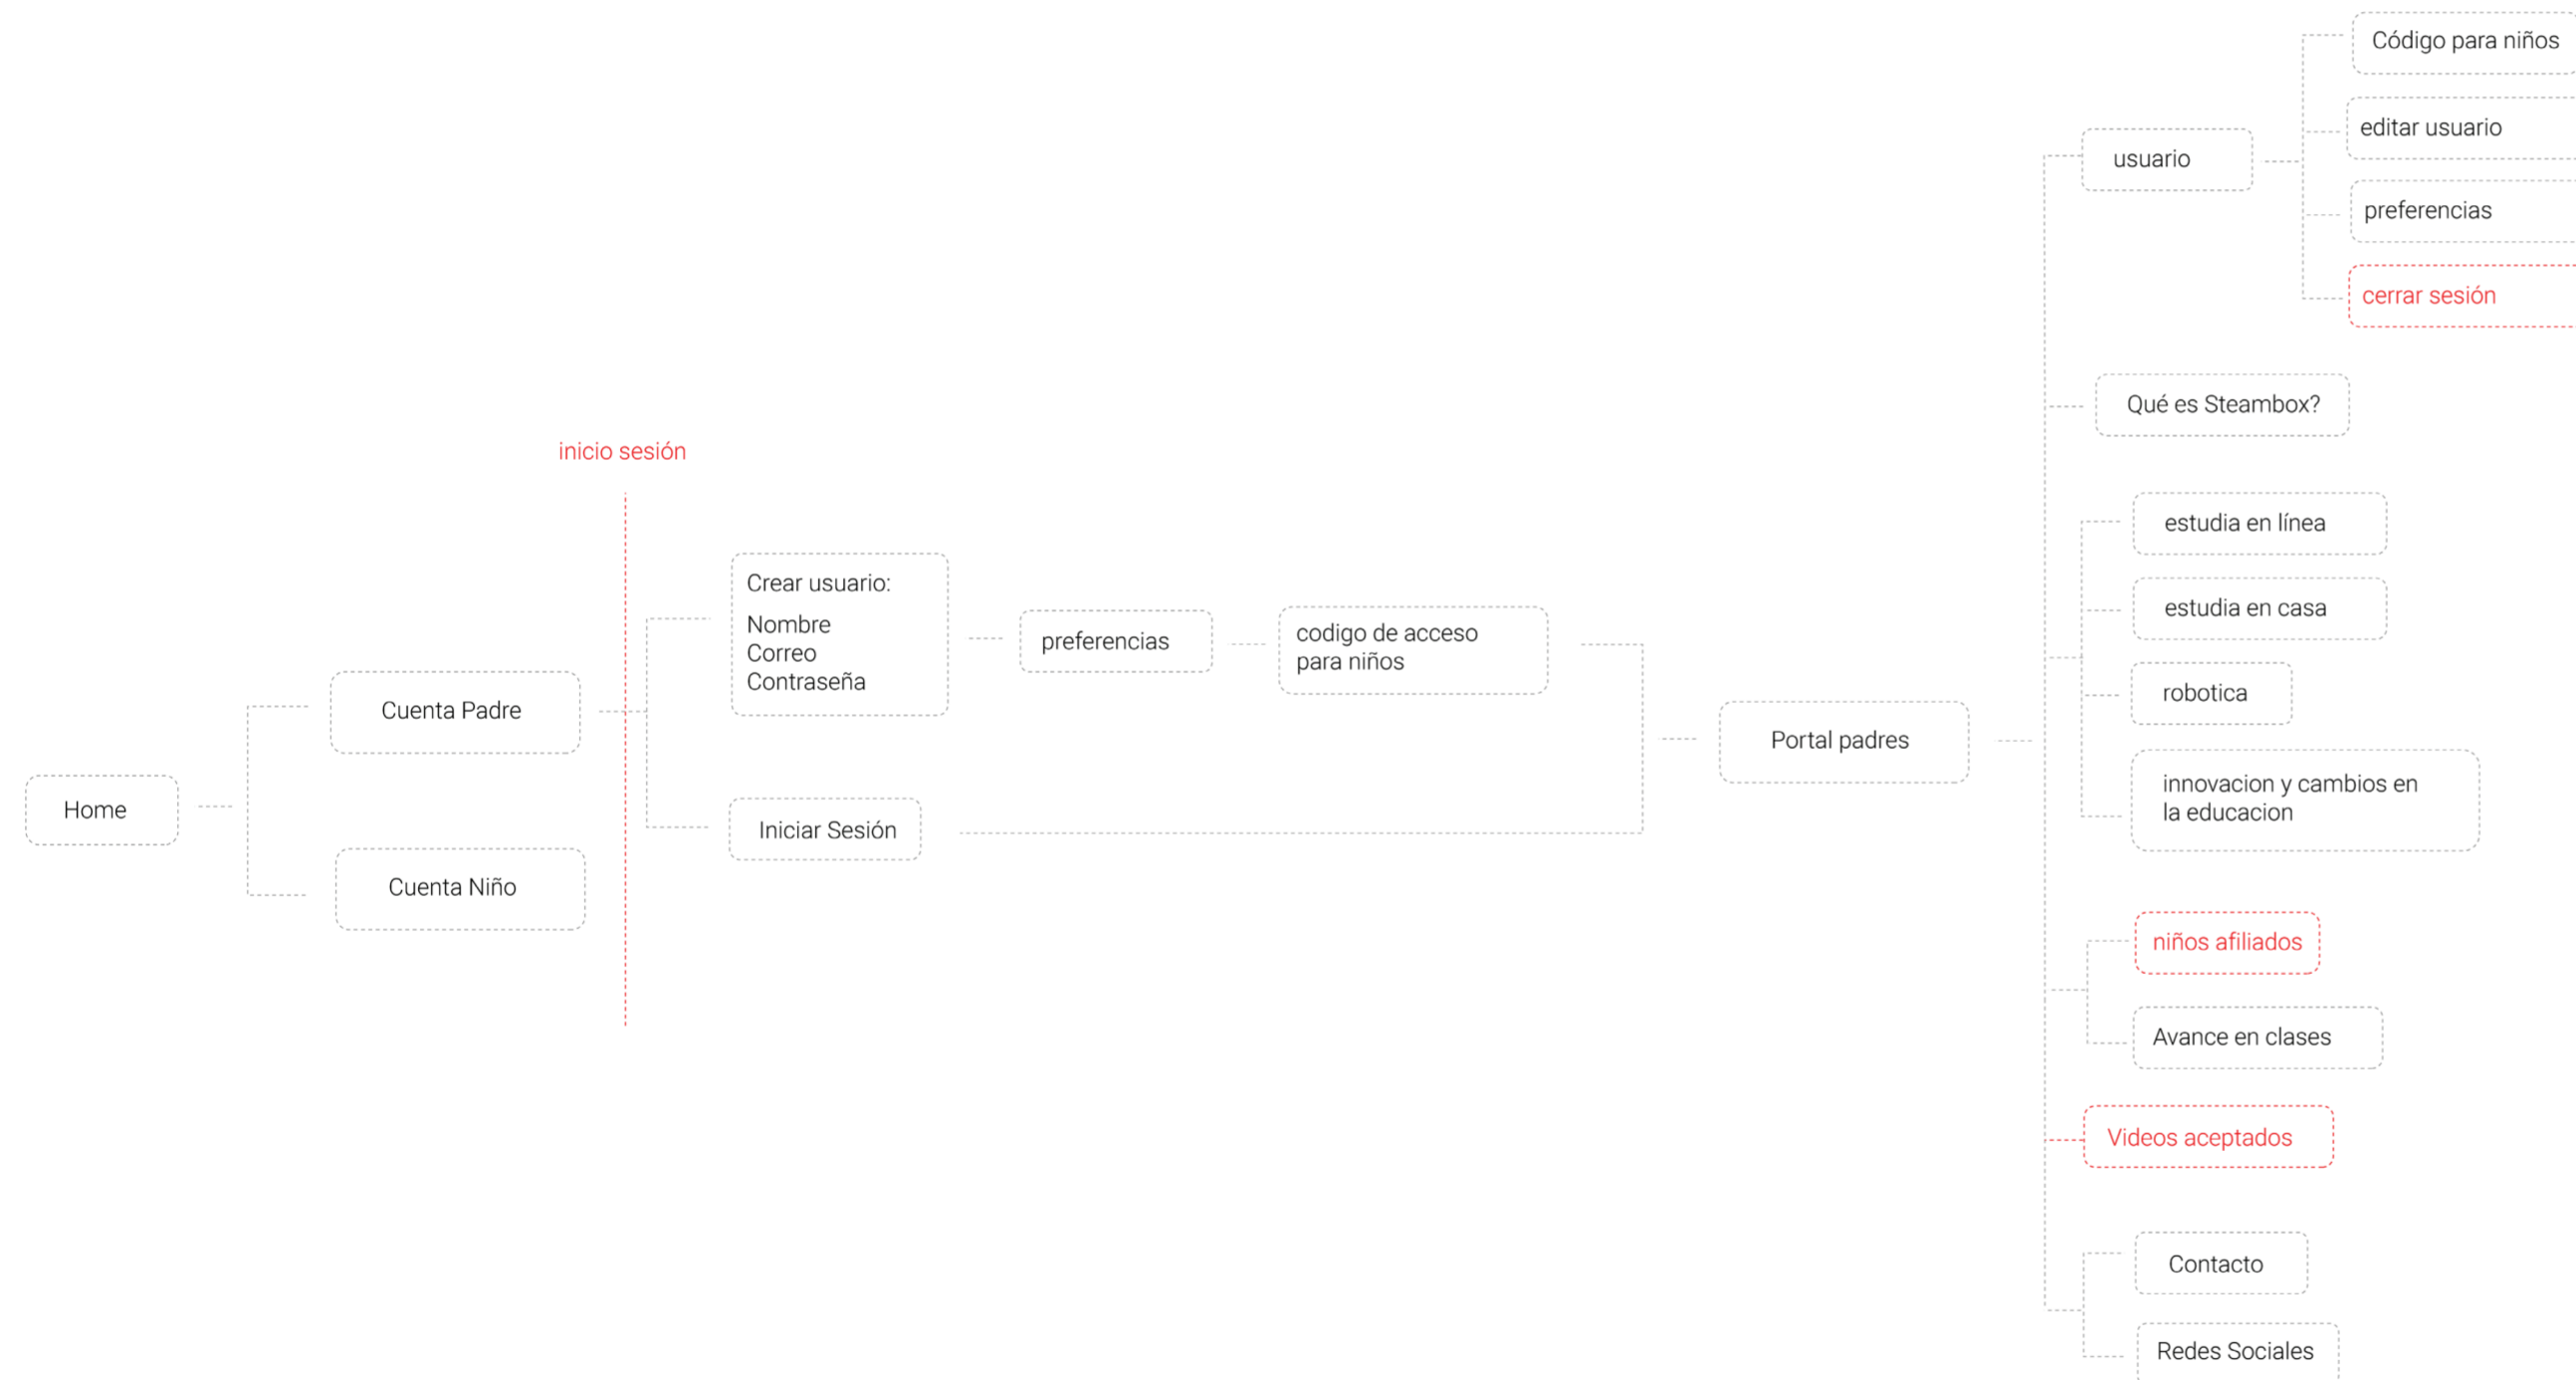 Home
Cuenta Padre
Cuenta Niño
inicio sesión
Crear usuario:
Nombre
Correo
Contraseña
Iniciar Sesión
preferencias
codigo de acceso
para niños
Portal padres
usuario
Código para niños
editar usuario
preferencias
cerrar sesión
Qué es Steambox?
estudia en línea
estudia en casa
robotica
innovacion y cambios en
la educacion
niños afiliados
Avance en clases
Videos aceptados
Contacto
Redes Sociales